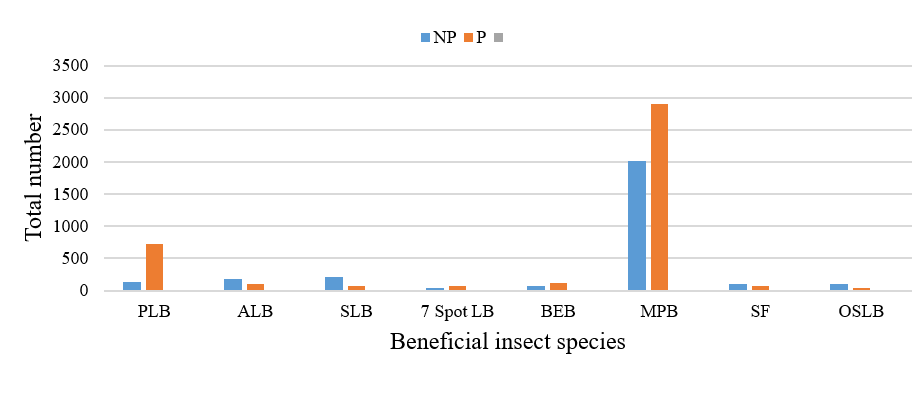 NP P
3500
3000
2500
2000
1500
1000
500
0
Total number
PLB ALB SLB 7 Spot LB BEB MPB SF OSLB
Beneficial insect species